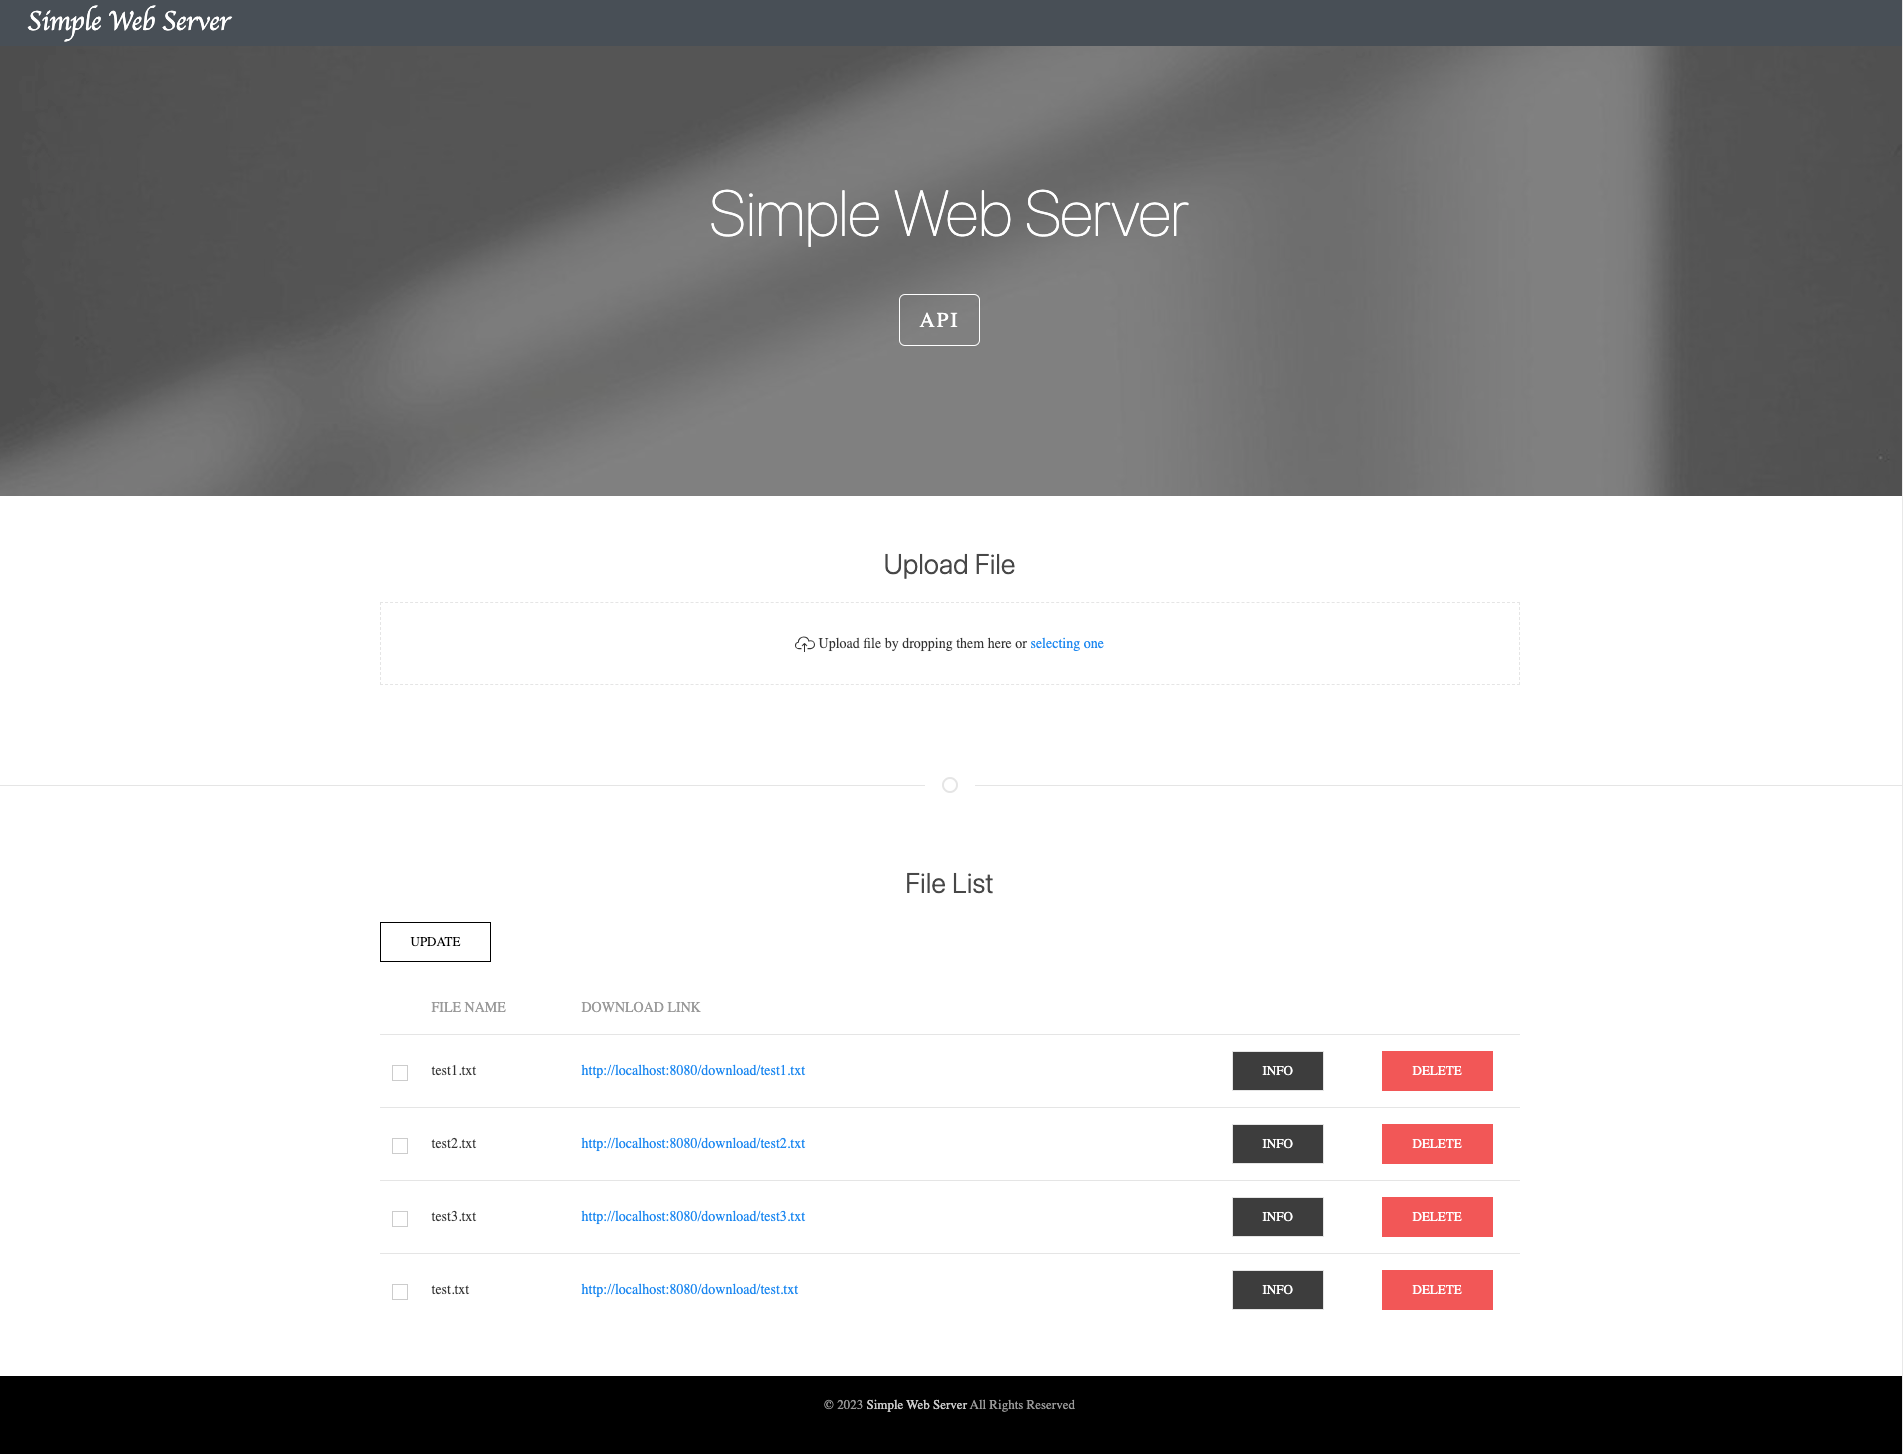 Simple Web Server
Simple Web Server
API
Upload File
Upload file by dropping them here or selecting one
File List
UPDATE
FILE NAME DOWNLOAD LINK
test1.txt http://localhost:8080/download/test1.txt INFO DELETE
test2.txt http://localhost:8080/download/test2.txt INFO DELETE
test3.txt http://localhost:8080/download/test3.txt INFO DELETE
test.txt http://localhost:8080/download/test.txt INFO DELETE
© 2023 Simple Web Server All Rights Reserved